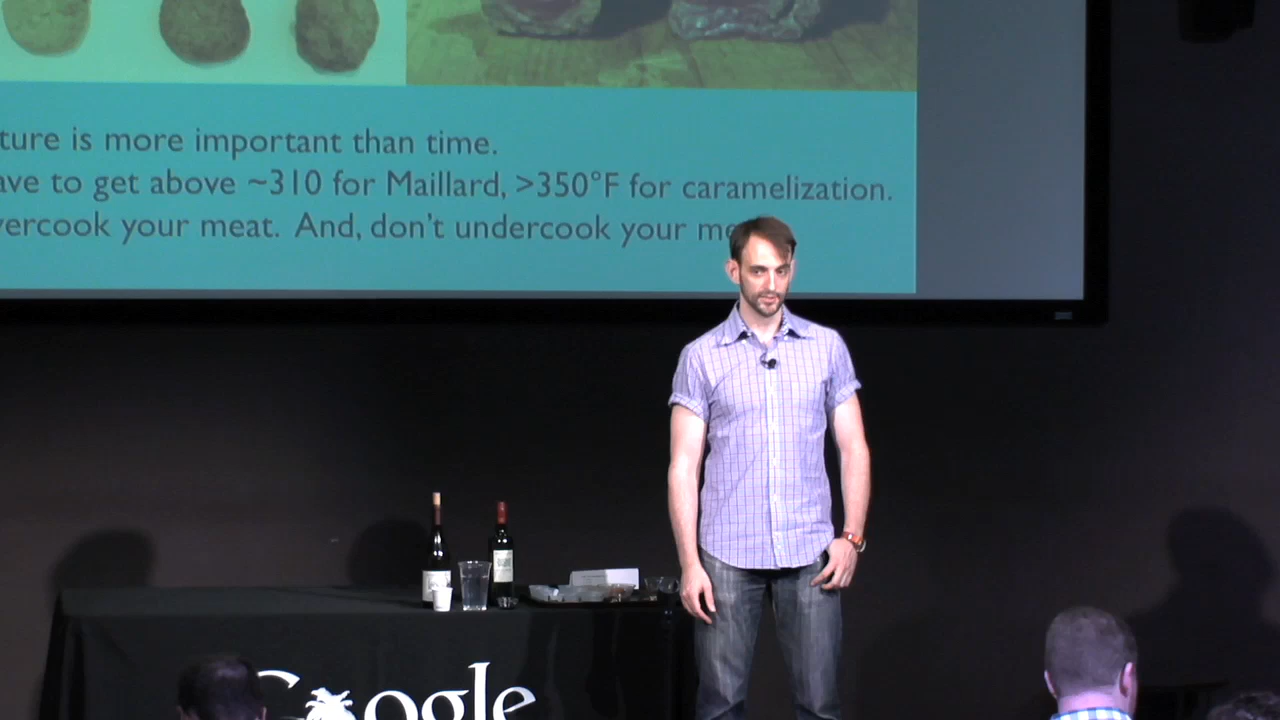 ture is more important than time.
ave to get above ~310 for Maillard, >350°F for caramelization.
vercook your meat. And, don't undercook your me
Google